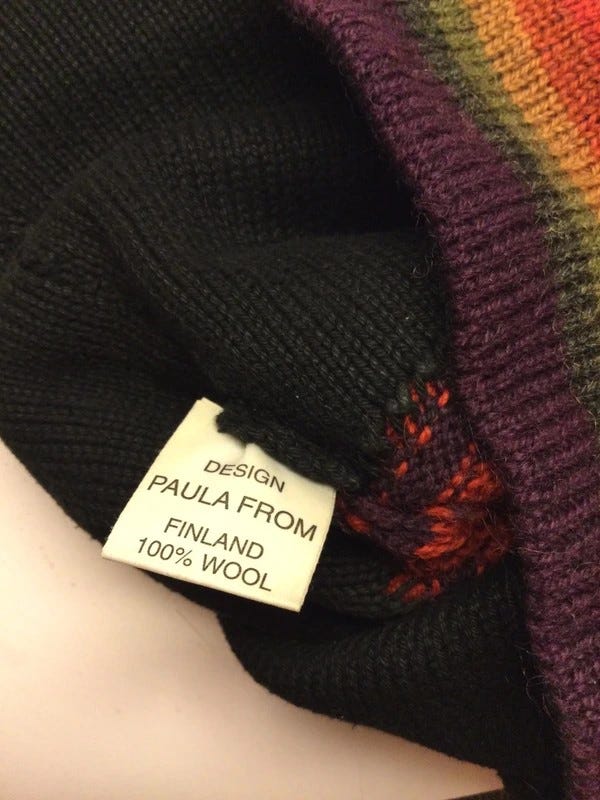 DESIGN
PAULA FROM
FINLAND
100% WOOL